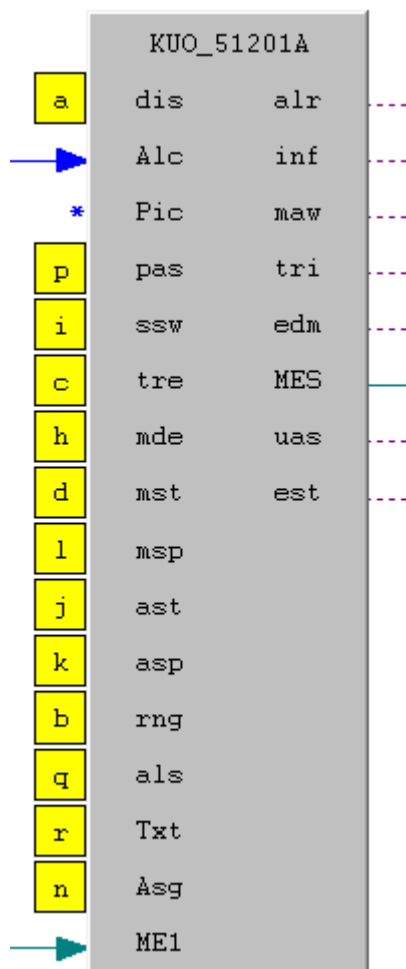 KUO_51201A
a dis alr
Alc inf
* Pic maw
p pas tri
i ssw edm
c tre MES
h mde uas
d mst est
l msp
j ast
k asp
b rng
q als
r Txt
n Asg
ME1